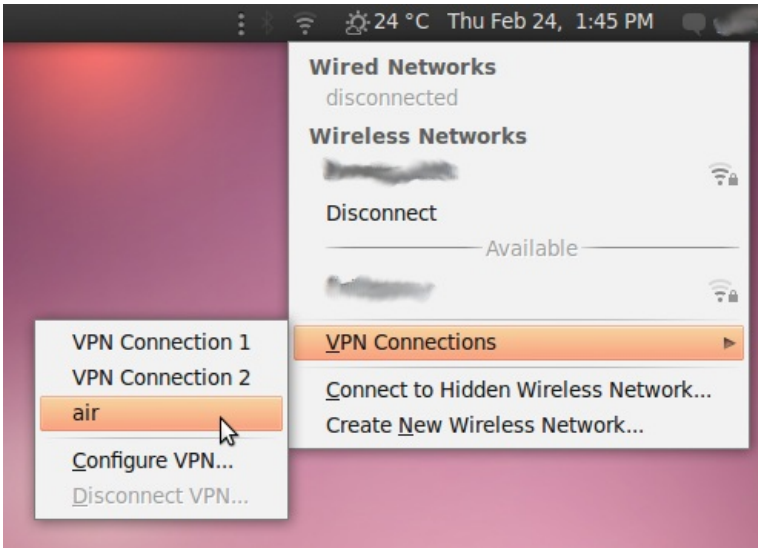 24 °C Thu Feb 24, 1:45 PM
Wired Networks
disconnected
Wireless Networks
Disconnect
Available
VPN Connections
Connect to Hidden Wireless Network...
Create New Wireless Network...
VPN Connection 1
VPN Connection 2
air
Configure VPN...
Disconnect VPN...